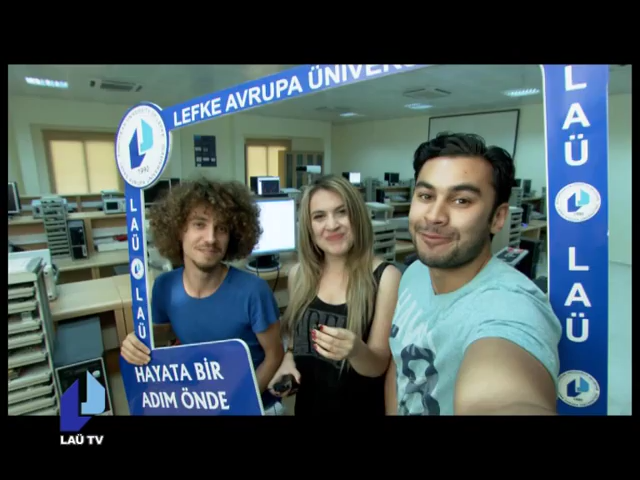 LEFKE AVRUPA ÜNİVERS
LAÜ
LAÜ
LAÜ
LAÜ
HAYATA BİR
ADIM ÖNDE
LAÜ TV